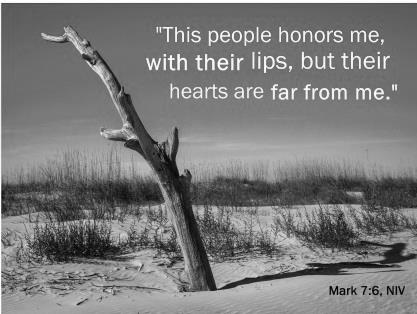 "This people honors me,
with their lips, but their
hearts are far from me."
Mark 7:6, NIV